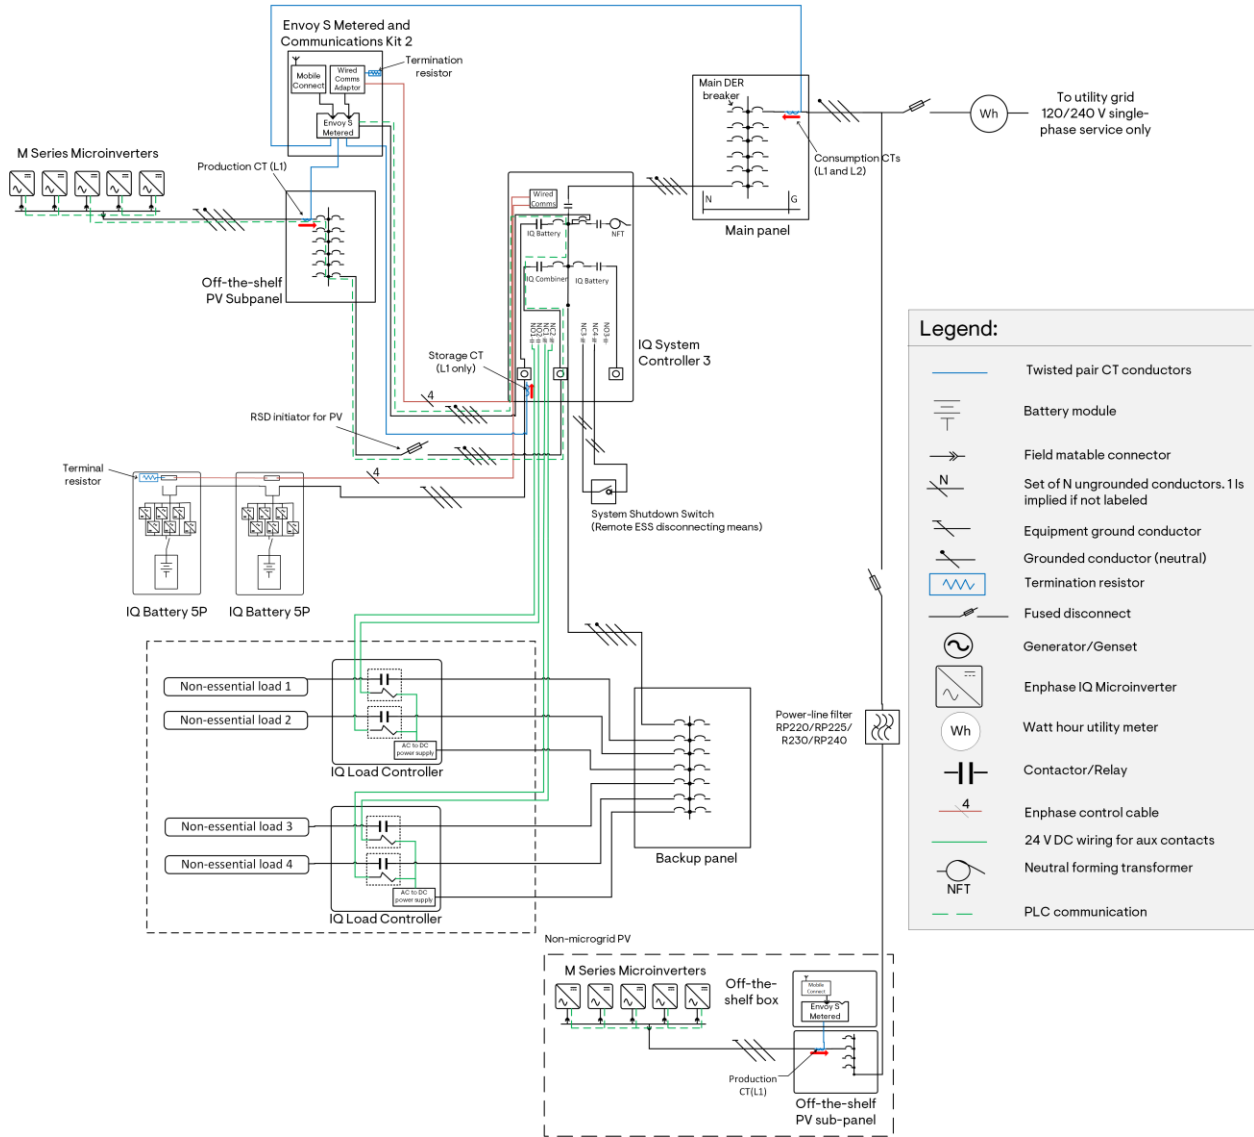 Envoy S Metered and
Communications Kit 2
Termination
resistor
Mobile
Connect
Wired
Comms
Adaptor
Envoy S
Metered
Main DER
breaker
To utility grid
120/240 V single-
phase service only
Wh
M Series Microinverters
Production CT (L1)
Consumption CTs
(L1 and L2)
Wired
Comms
N
G
Main panel
IQ Battery
NFT
IQ Combiner
IQ Battery
Off-the-shelf
PV Subpanel
NO1
NO2
NC1
NC2
NC3
NC4
NO3
IQ System
Controller 3
Storage CT
(L1 only)
4
RSD initiator for PV
Terminal
resistor
4
System Shutdown Switch
(Remote ESS disconnecting means)
IQ Battery 5P
IQ Battery 5P
Non-essential load 1
Non-essential load 2
AC to DC
power supply
IQ Load Controller
Non-essential load 3
Non-essential load 4
AC to DC
power supply
IQ Load Controller
Backup panel
Power-line filter
RP220/RP225/
R230/RP240
Non-microgrid PV
M Series Microinverters
Off-the-
shelf box
Mobile
Connect
Envoy S
Metered
Production
CT(L1)
Off-the-shelf
PV sub-panel
Legend:
Twisted pair CT conductors
Battery module
Field matable connector
N
Set of N ungrounded conductors. 1 Is
implied if not labeled
Equipment ground conductor
Grounded conductor (neutral)
Termination resistor
Fused disconnect
Generator/Genset
Enphase IQ Microinverter
Wh
Watt hour utility meter
Contactor/Relay
4
Enphase control cable
24 V DC wiring for aux contacts
Neutral forming transformer
NFT
PLC communication